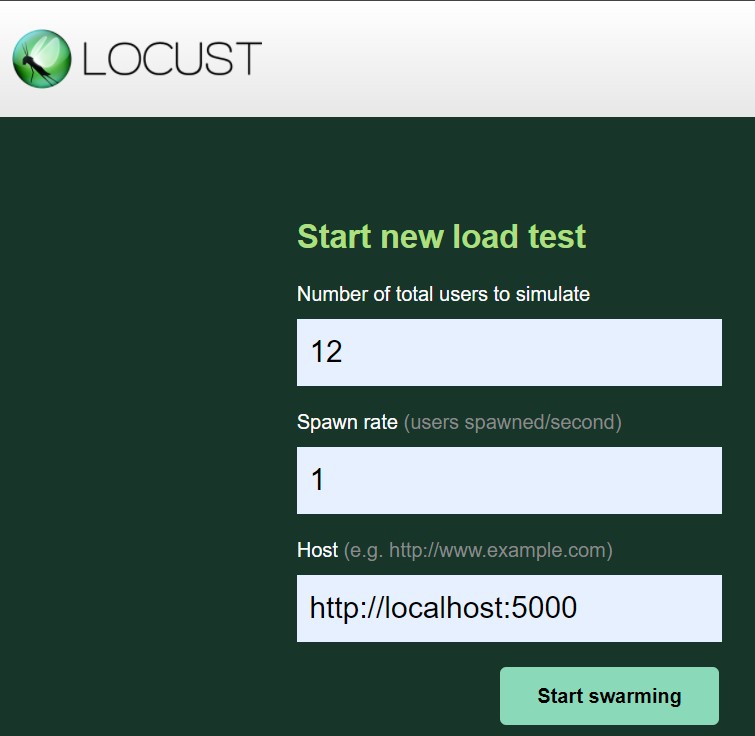 LOCUST
Start new load test
Number of total users to simulate
12
Spawn rate (users spawned/second)
1
Host (e.g. http://www.example.com)
http://localhost:5000
Start swarming